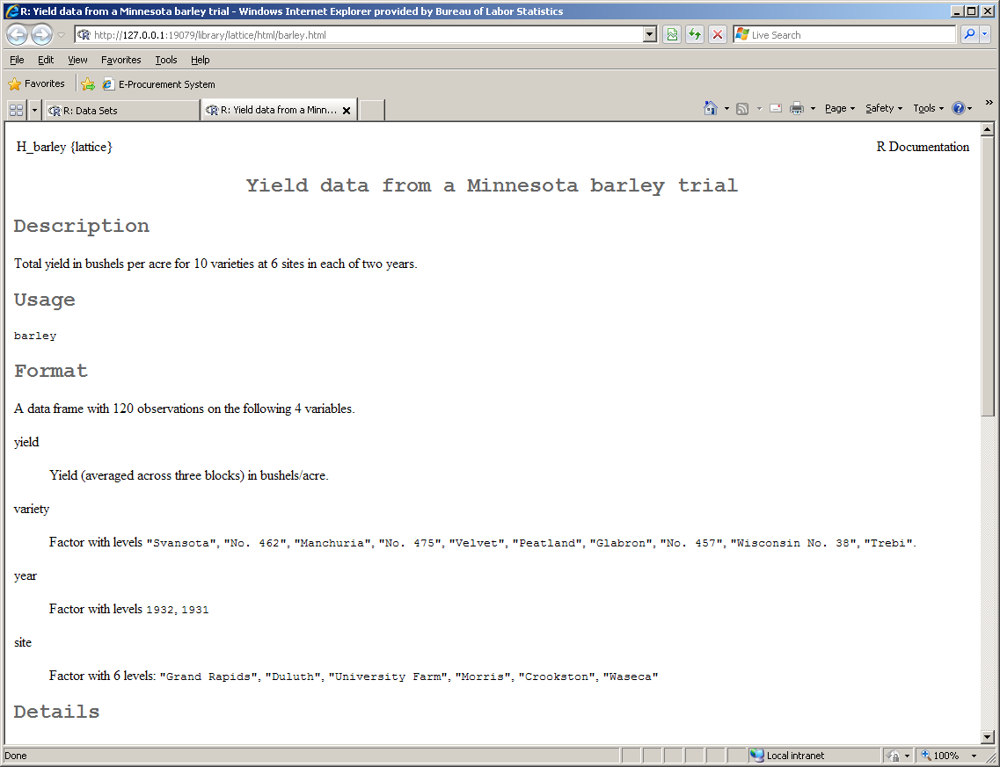 R: Yield data from a Minnesota barley trial - Windows Internet Explorer provided by Bureau of Labor Statistics
http://127.0.0.1:19079/library/lattice/html/barley.html
Live Search
File Edit View Favorites Tools Help
Favorites E-Procurement System
R: Data Sets R: Yield data from a Minn... Page Safety Tools »
H_barley {lattice} R Documentation
Yield data from a Minnesota barley trial
Description
Total yield in bushels per acre for 10 varieties at 6 sites in each of two years.
Usage
barley
Format
A data frame with 120 observations on the following 4 variables.
yield
Yield (averaged across three blocks) in bushels/acre.
variety
Factor with levels "Svansota", "No. 462", "Manchuria", "No. 475", "Velvet", "Peatland", "Glabron", "No. 457", "Wisconsin No. 38", "Trebi".
year
Factor with levels 1932, 1931
site
Factor with 6 levels: "Grand Rapids", "Duluth", "University Farm", "Morris", "Crookston", "Waseca"
Details
Done Local intranet 100%